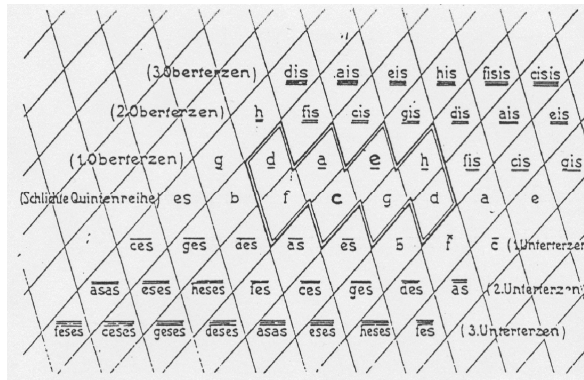 (3.Oberterzen) dis ais eis his fisis cisis
(2.Oberterzen) h fis cis gis dis ais eis
(1.Oberterzen) g d a e h fis cis gis
(Schlichte Quintenreihe) es b f c g d a e
ces ges des as es b f c (1.Unterterzen
asas eses heses fes ces ges des as (2.Unterterzen)
feses ceses geses deses asas eses heses fes (3.Unterterzen)